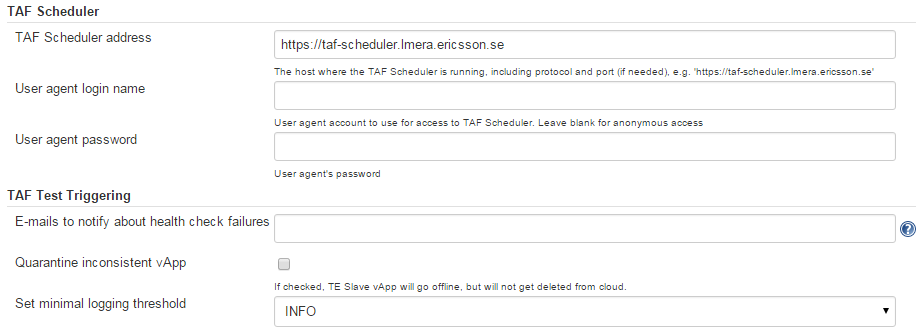 TAF Scheduler
TAF Scheduler address
https://taf-scheduler.lmera.ericsson.se
The host where the TAF Scheduler is running, including protocol and port (if needed), e.g. 'https://taf-scheduler.lmera.ericsson.se'
User agent login name
User agent account to use for access to TAF Scheduler. Leave blank for anonymous access
User agent password
User agent's password
TAF Test Triggering
E-mails to notify about health check failures
?
Quarantine inconsistent vApp
If checked, TE Slave vApp will go offline, but will not get deleted from cloud.
Set minimal logging threshold
INFO